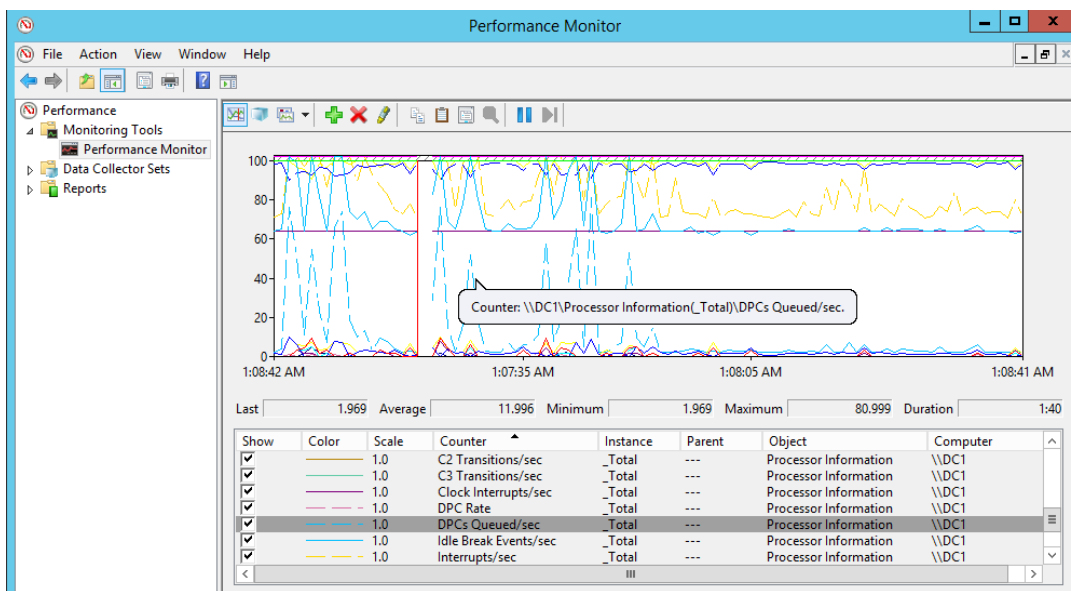 Performance Monitor
File Action View Window Help
Performance
Monitoring Tools
Performance Monitor
Data Collector Sets
Reports
100
80
60
40
20
0
Counter: \\DC1\Processor Information(_Total)\DPCs Queued/sec.
1:08:42 AM 1:07:35 AM 1:08:05 AM 1:08:41 AM
Last 1.969 Average 11.996 Minimum 1.969 Maximum 80.999 Duration 1:40
Show Color Scale Counter Instance Parent Object Computer
1.0 C2 Transitions/sec _Total --- Processor Information \\DC1
1.0 C3 Transitions/sec _Total --- Processor Information \\DC1
1.0 Clock Interrupts/sec _Total --- Processor Information \\DC1
1.0 DPC Rate _Total --- Processor Information \\DC1
1.0 DPCs Queued/sec _Total --- Processor Information \\DC1
1.0 Idle Break Events/sec _Total --- Processor Information \\DC1
1.0 Interrupts/sec _Total --- Processor Information \\DC1